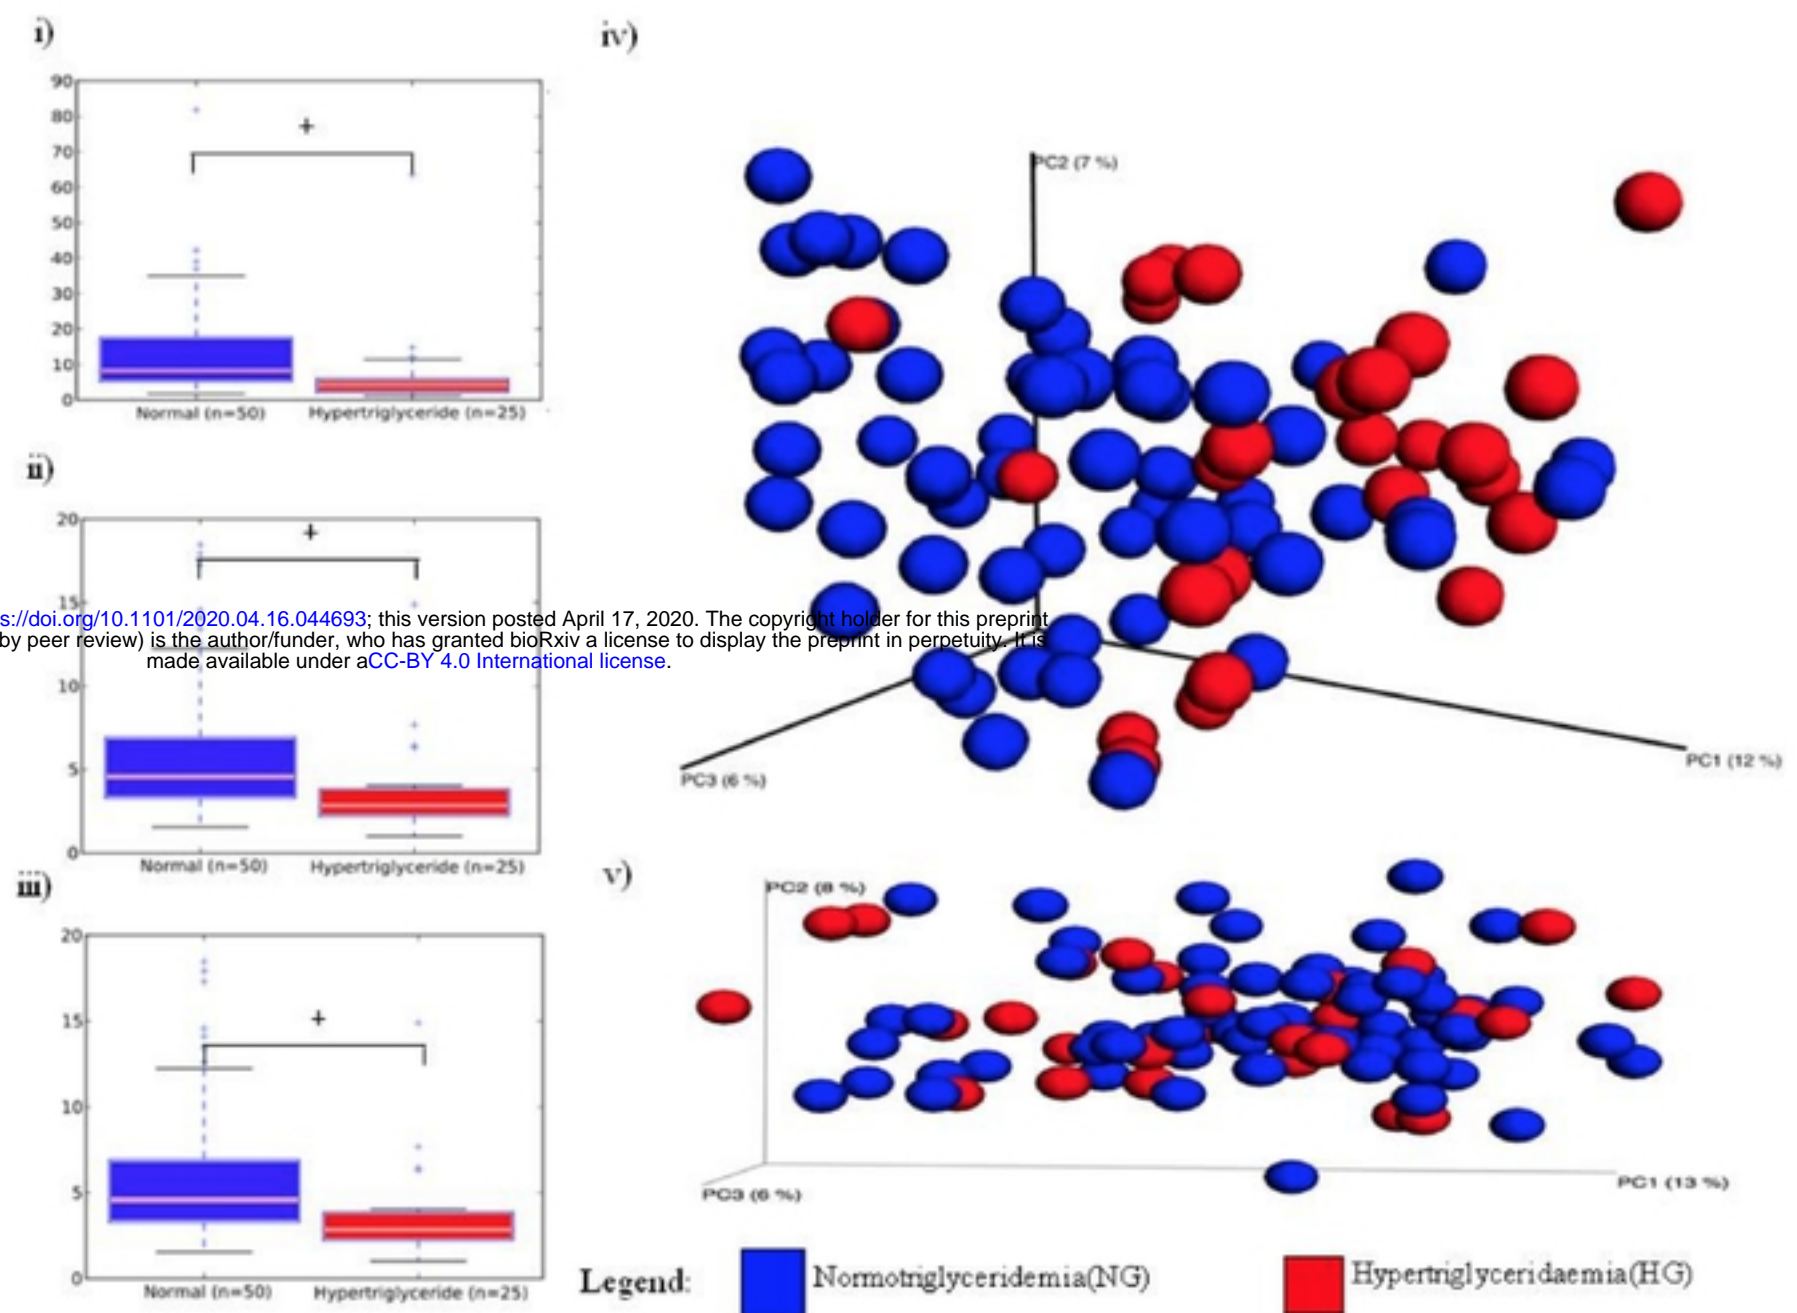 i)
90
80
70
60
50
40
30
20
10
0
+
Normal (n=50) Hypertriglyceride (n=25)
ii)
20
15
10
5
0
+
Normal (n=50) Hypertriglyceride (n=25)
s://doi.org/10.1101/2020.04.16.044693; this version posted April 17, 2020. The copyright holder for this preprint
by peer review) is the author/funder, who has granted bioRxiv a license to display the preprint in perpetuity. It is
made available under aCC-BY 4.0 International license.
iii)
20
15
10
5
0
+
Normal (n=50) Hypertriglyceride (n=25)
iv)
PC2 (7 %)
PC3 (6 %)
PC1 (12 %)
v)
PC2 (8 %)
PC3 (6 %)
PC1 (13 %)
Legend: Normotriglyceridemia(NG) Hypertriglyceridaemia(HG)